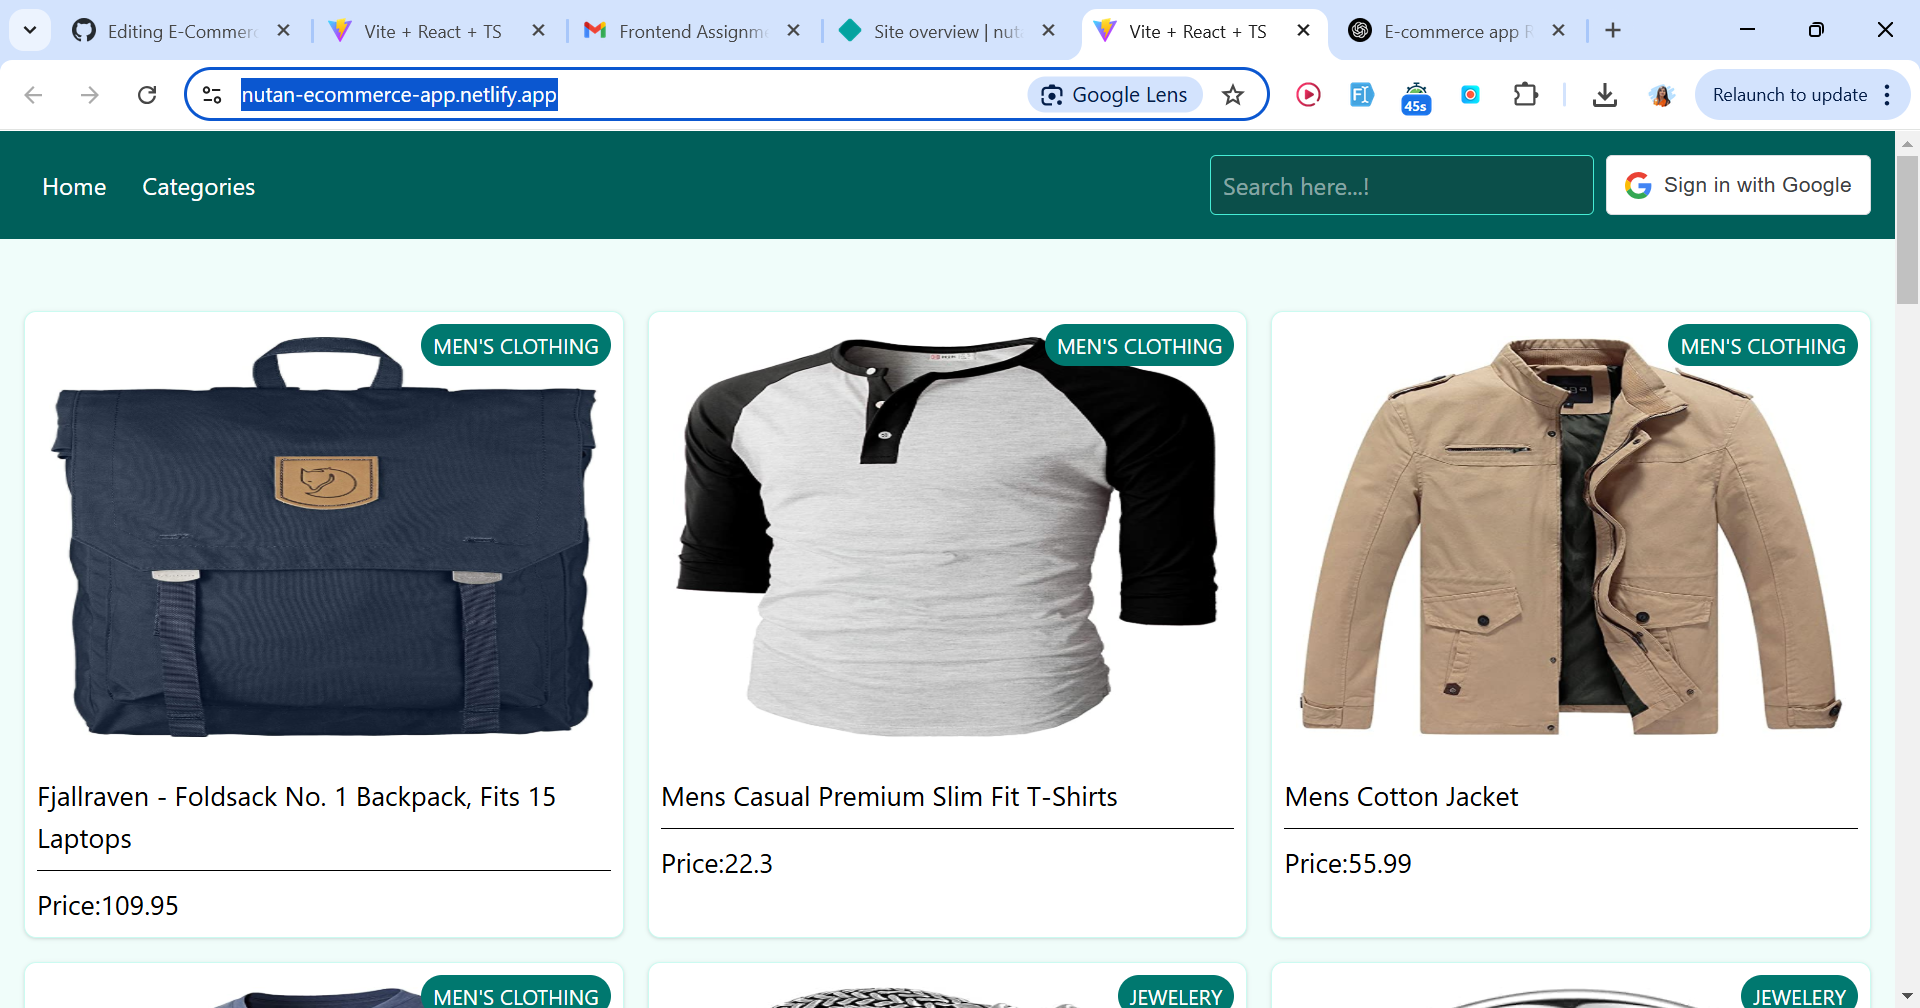 Editing E-Commer
Vite + React + TS
Frontend Assignm
Site overview | nut
Vite + React + TS
E-commerce app R
nutan-ecommerce-app.netlify.app
Google Lens
45s
Relaunch to update
Home
Categories
Search here...!
Sign in with Google
MEN'S CLOTHING
MEN'S CLOTHING
MEN'S CLOTHING
Fjallraven - Foldsack No. 1 Backpack, Fits 15
Laptops
Price:109.95
Mens Casual Premium Slim Fit T-Shirts
Price:22.3
Mens Cotton Jacket
Price:55.99
MEN'S CLOTHING
JEWELERY
JEWELERY